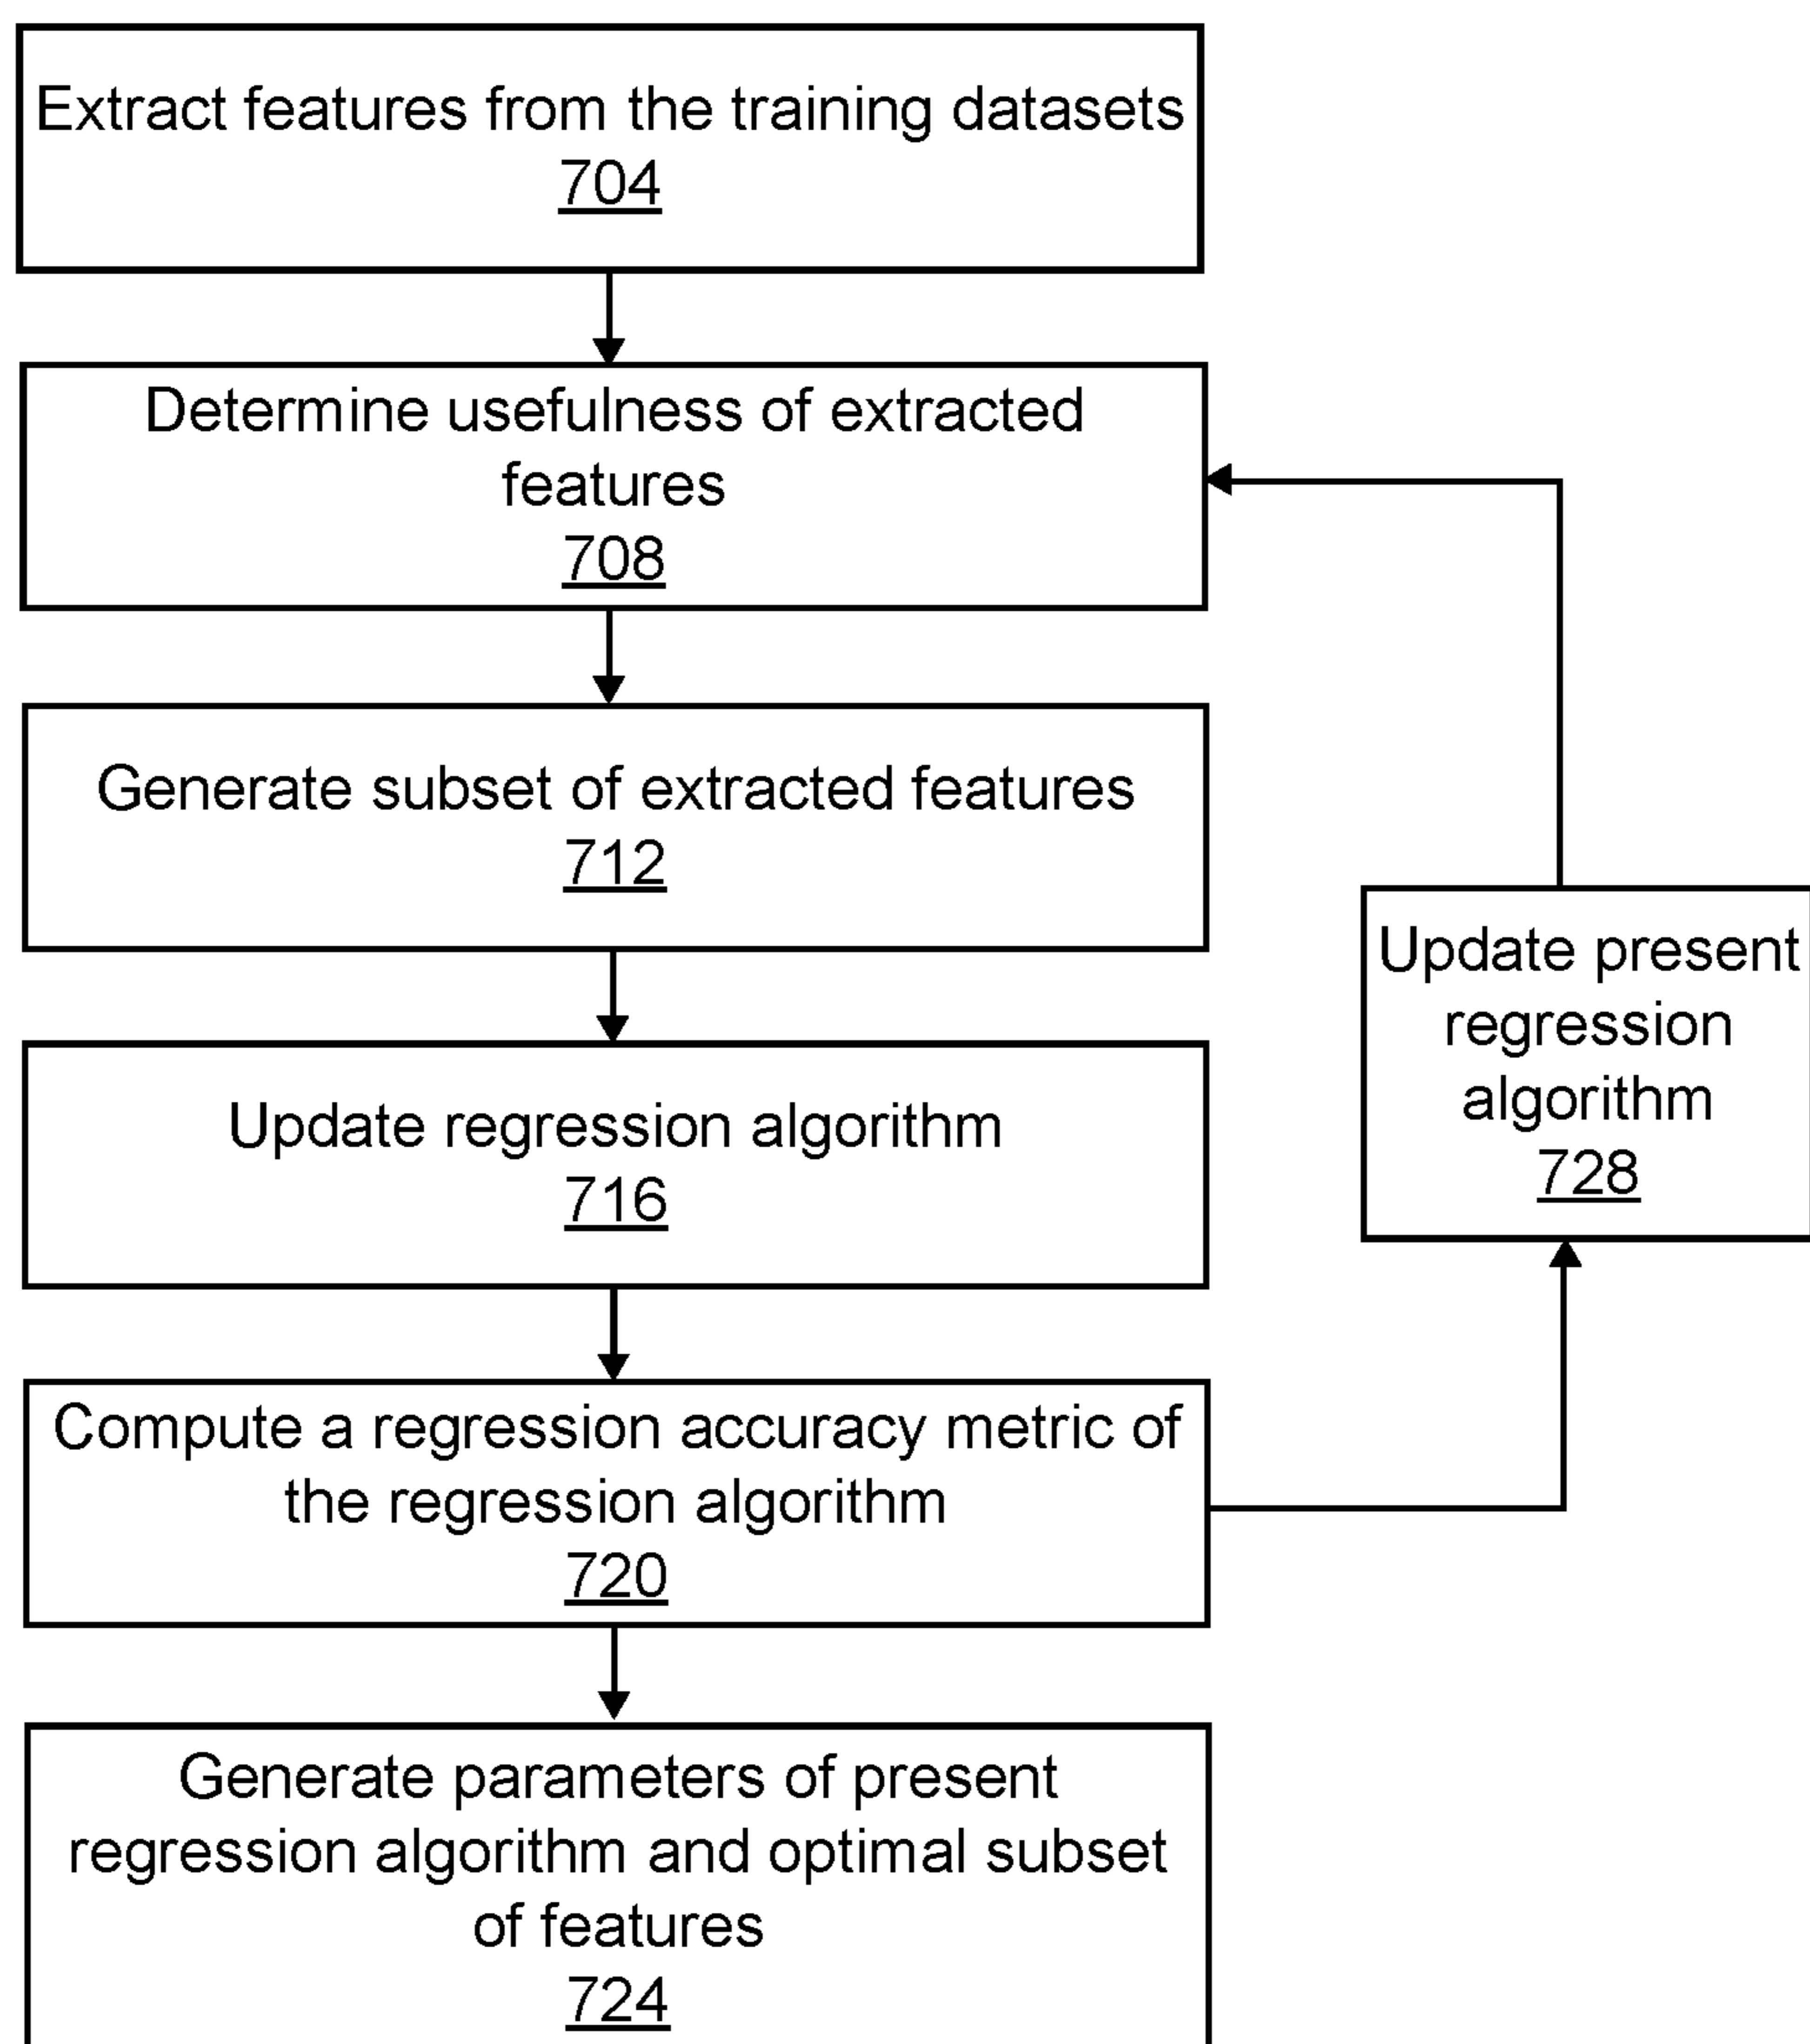 Extract features from the training datasets
704
Determine usefulness of extracted
features
708
Generate subset of extracted features
712
Update regression algorithm
716
Compute a regression accuracy metric of
the regression algorithm
720
Generate parameters of present
regression algorithm and optimal subset
of features
724
Update present
regression
algorithm
728